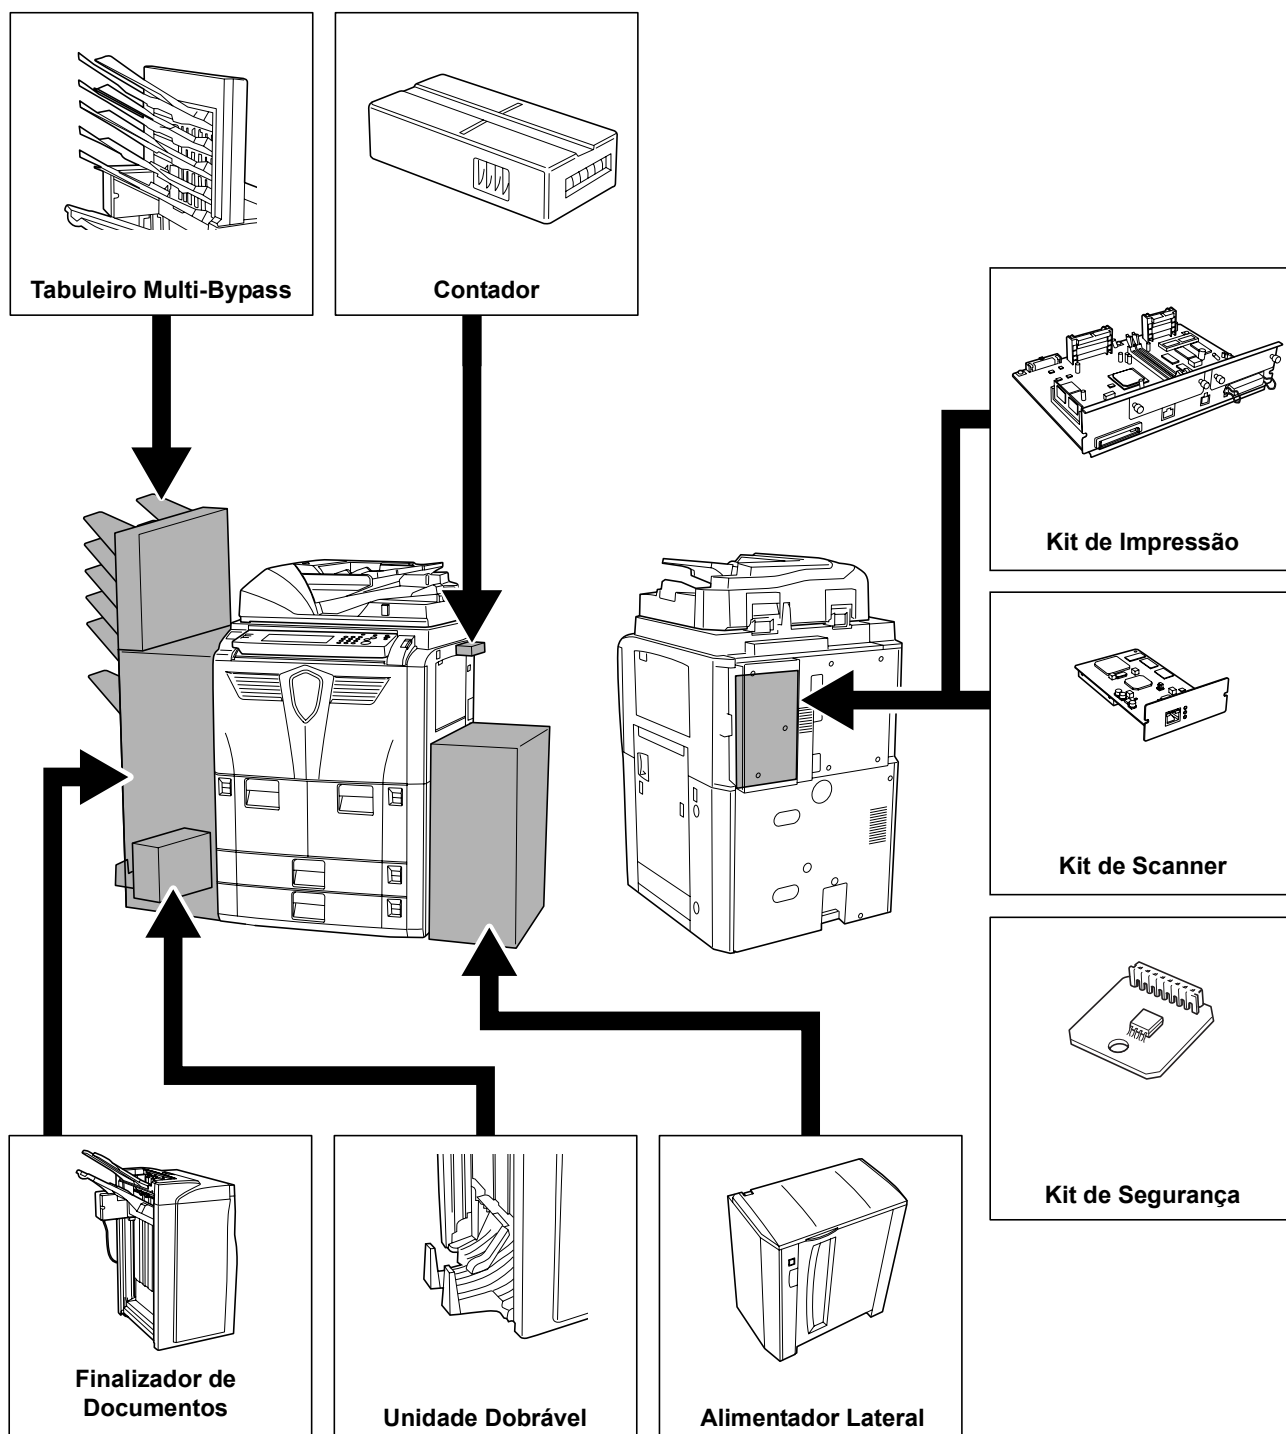 Tabuleiro Multi-Bypass
Contador
Kit de Impressão
Kit de Scanner
Kit de Segurança
Finalizador de
Documentos
Unidade Dobrável
Alimentador Lateral